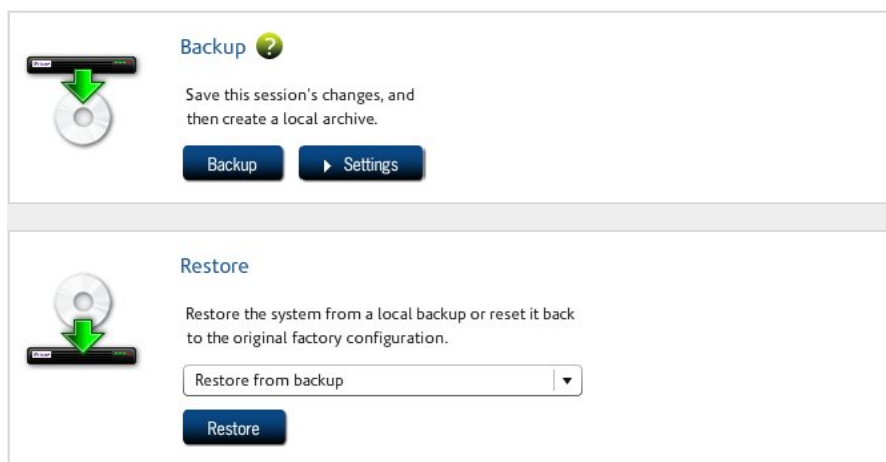 Backup ?
Save this session's changes, and
then create a local archive.
Backup
Settings
Restore
Restore the system from a local backup or reset it back
to the original factory configuration.
Restore from backup
Restore